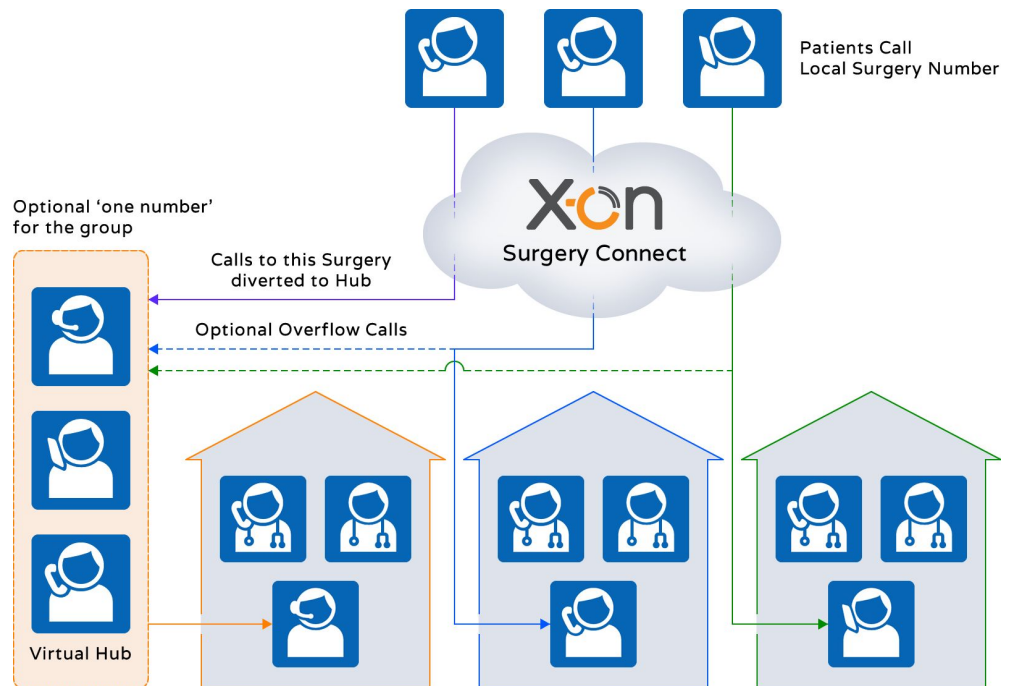 Patients Call
Local Surgery Number
X-on
Surgery Connect
Optional ‘one number’
for the group
Calls to this Surgery
diverted to Hub
Optional Overflow Calls
Virtual Hub